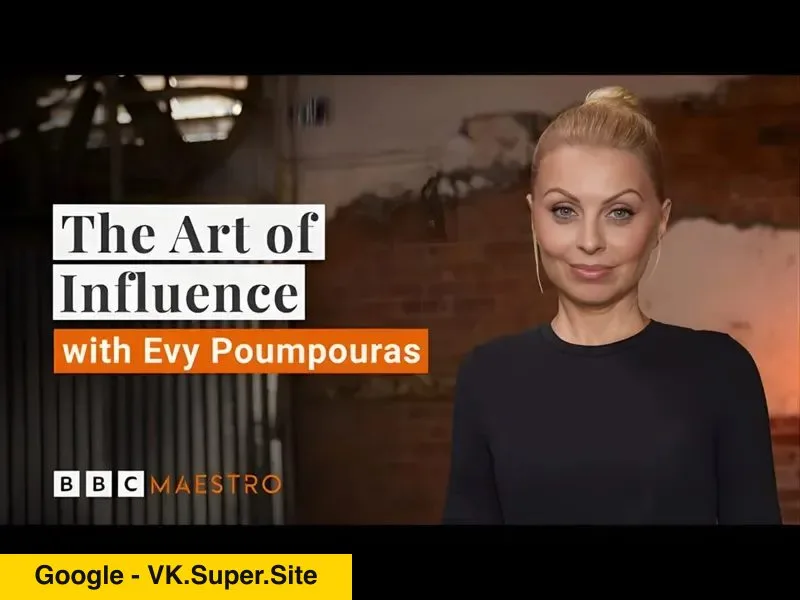 The Art of
Influence
with Evy Poumpouras
BBC MAESTRO
Google - VK.Super.Site